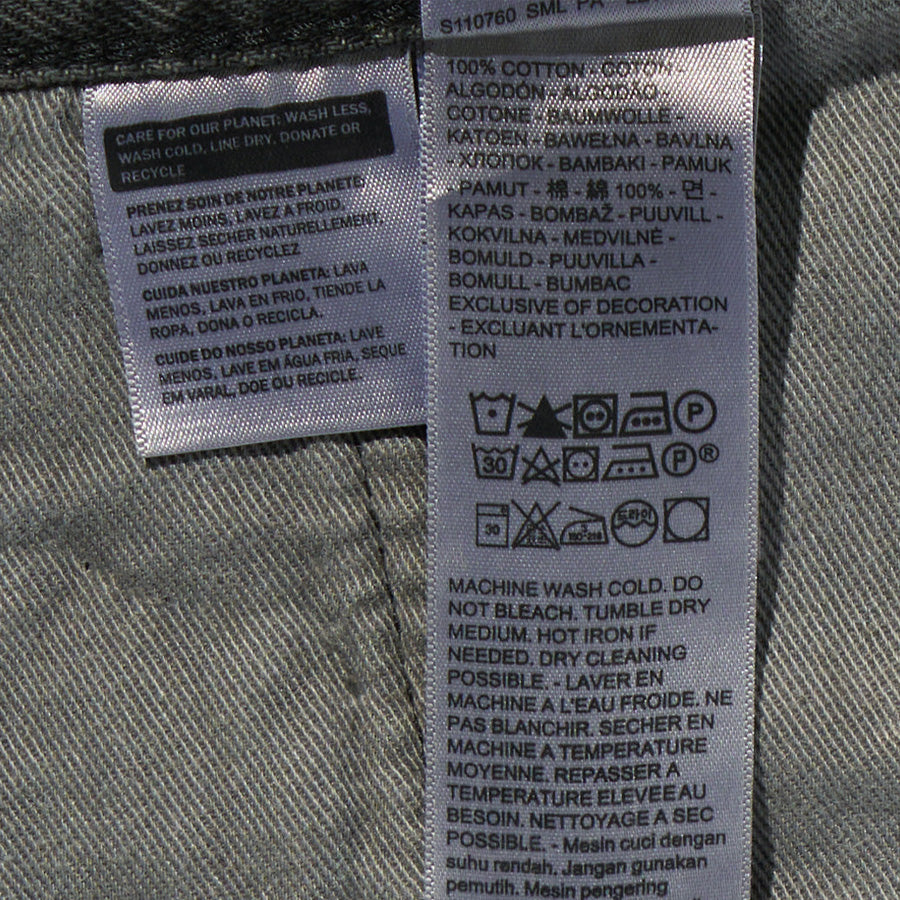 CARE FOR OUR PLANET: WASH LESS,
WASH COLD, LINE DRY, DONATE OR
RECYCLE
PRENEZ SOIN DE NOTRE PLANETE:
LAVEZ MOINS, LAVEZ A FROID,
LAISSEZ SECHER NATURELLEMENT,
DONNEZ OU RECYCLEZ
CUIDA NUESTRO PLANETA: LAVA
MENOS, LAVA EN FRIO, TIENDE LA
ROPA, DONA O RECICLA.
CUIDE DO NOSSO PLANETA: LAVE
MENOS, LAVE EM ÁGUA FRIA, SEQUE
EM VARAL, DOE OU RECICLE.
S110760 SML PA
100% COTTON - COTON -
ALGODÓN - ALGODÃO -
COTONE - BAUMWOLLE -
KATOEN - BAWEŁNA - BAVLNA
- ХЛОПОК - BAMBAKI - PAMUK
- PAMUT - 棉 - 綿 100% - 면 -
KAPAS - BOMBAŽ - PUUVILL -
KOKVILNA - MEDVILNĖ -
BOMULD - PUUVILLA -
BOMULL - BUMBAC
EXCLUSIVE OF DECORATION
- EXCLUANT L'ORNEMENTA-
TION
P
30 P®
30 드라이
MACHINE WASH COLD. DO
NOT BLEACH. TUMBLE DRY
MEDIUM. HOT IRON IF
NEEDED. DRY CLEANING
POSSIBLE. - LAVER EN
MACHINE A L'EAU FROIDE. NE
PAS BLANCHIR. SECHER EN
MACHINE A TEMPERATURE
MOYENNE. REPASSER A
TEMPERATURE ELEVEE AU
BESOIN. NETTOYAGE A SEC
POSSIBLE. - Mesin cuci dengan
suhu rendah. Jangan gunakan
pemutih. Mesin pengering